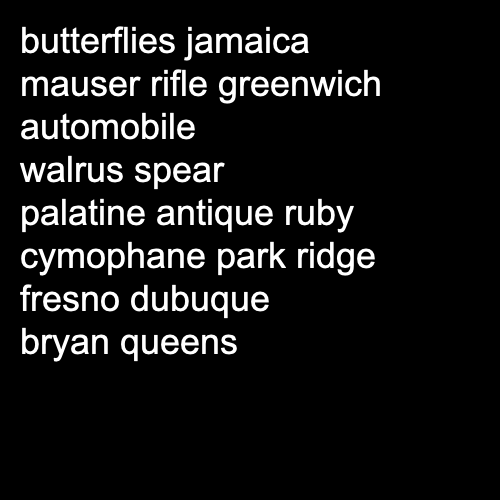 butterflies jamaica
mauser rifle greenwich
automobile
walrus spear
palatine antique ruby
cymophane park ridge
fresno dubuque
bryan queens